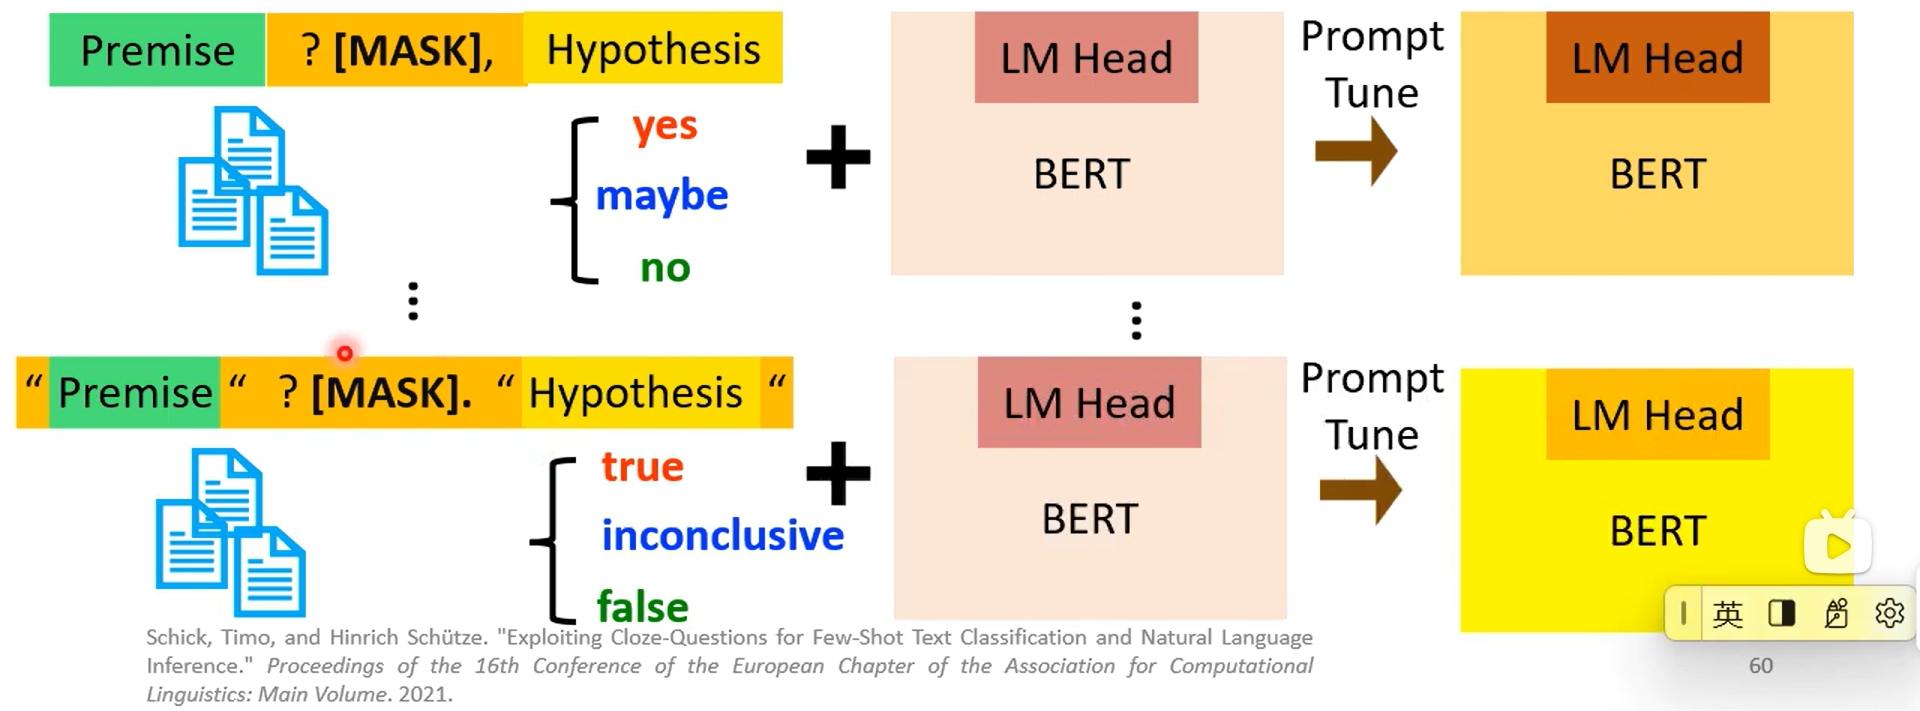 Premise ? [MASK], Hypothesis
LM Head
Prompt
Tune
LM Head
yes
maybe
no
BERT
BERT
“ Premise “ ? [MASK]. “ Hypothesis “
LM Head
Prompt
Tune
LM Head
true
inconclusive
false
BERT
BERT
英
Schick, Timo, and Hinrich Schütze. "Exploiting Cloze-Questions for Few-Shot Text Classification and Natural Language
Inference." Proceedings of the 16th Conference of the European Chapter of the Association for Computational
Linguistics: Main Volume. 2021.
60